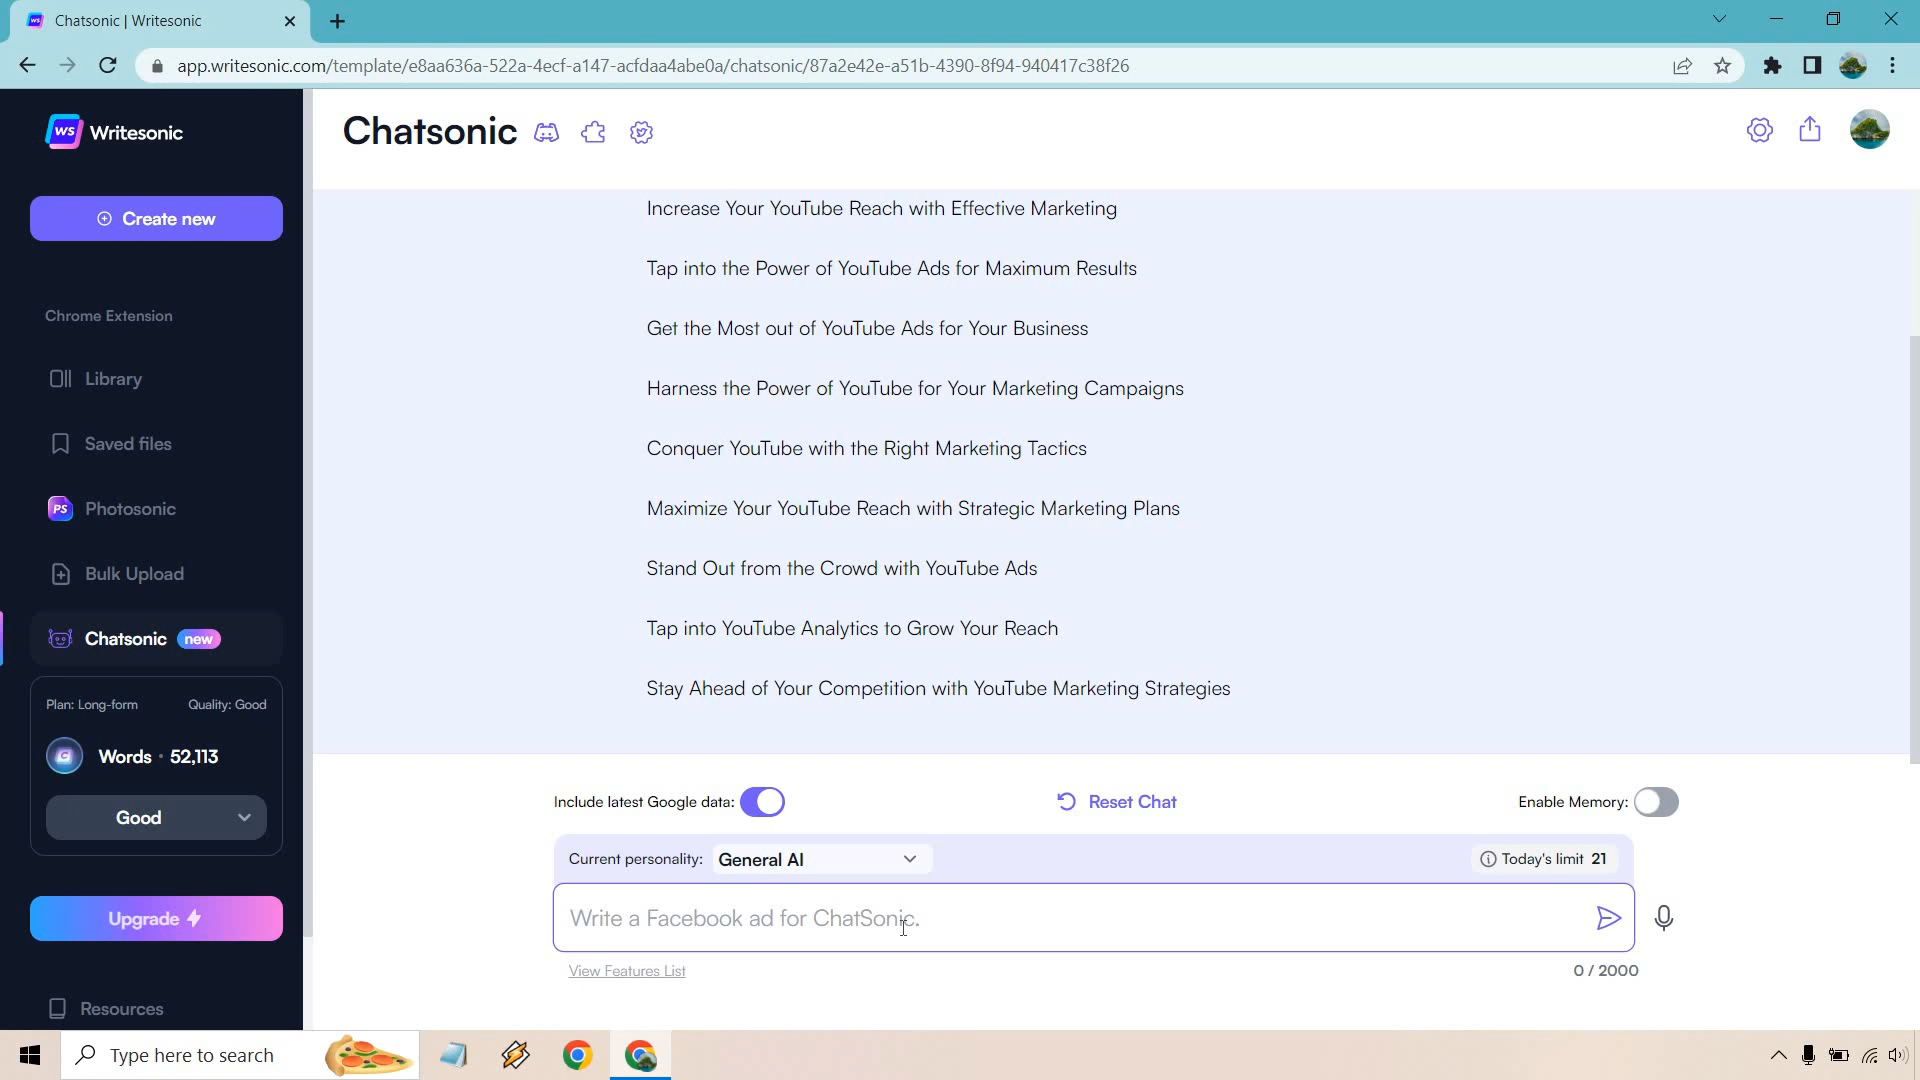 Chatsonic | Writesonic
app.writesonic.com/template/e8aa636a-522a-4ecf-a147-acfdaa4abe0a/chatsonic/87a2e42e-a51b-4390-8f94-940417c38f26
WS Writesonic
Chatsonic
Create new
Chrome Extension
Library
Saved files
PS Photosonic
Bulk Upload
Chatsonic new
Plan: Long-form Quality: Good
Words · 52,113
Good
Upgrade
Resources
Increase Your YouTube Reach with Effective Marketing
Tap into the Power of YouTube Ads for Maximum Results
Get the Most out of YouTube Ads for Your Business
Harness the Power of YouTube for Your Marketing Campaigns
Conquer YouTube with the Right Marketing Tactics
Maximize Your YouTube Reach with Strategic Marketing Plans
Stand Out from the Crowd with YouTube Ads
Tap into YouTube Analytics to Grow Your Reach
Stay Ahead of Your Competition with YouTube Marketing Strategies
Include latest Google data: Reset Chat Enable Memory:
Current personality: General AI Today's limit 21
Write a Facebook ad for ChatSonic.
View Features List 0 / 2000
Type here to search